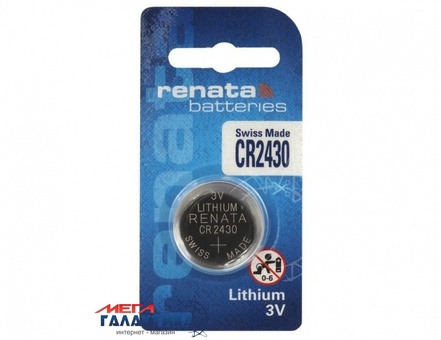 renata
batteries
Swiss Made
CR2430
renata
3V
LITHIUM
RENATA
CR 2430
+
SWISS MADE
0-6
Lithium
3V
МЕГА
интернет - магазин